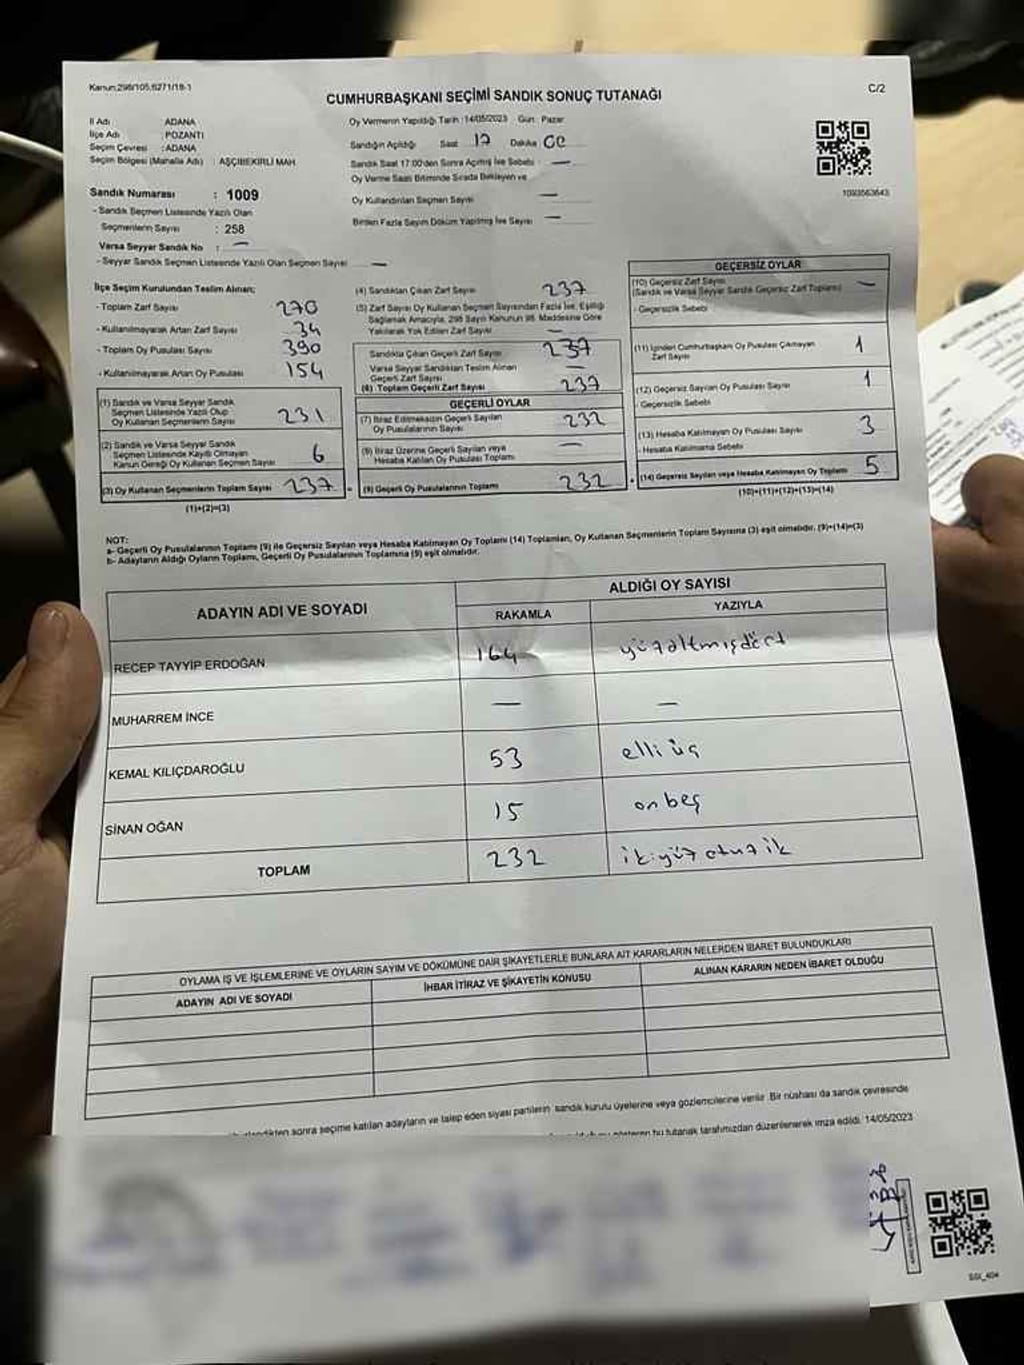 Kanun:298/105,6271/18-1
C/2
CUMHURBAŞKANI SEÇİMİ SANDIK SONUÇ TUTANAĞI
İl Adı ADANA
İlçe Adı : POZANTI
Seçim Çevresi : ADANA
Seçim Bölgesi (Mahalle Adı) : AŞÇIBEKİRLİ MAH.
Sandık Numarası : 1009
- Sandık Seçmen Listesinde Yazılı Olan
Seçmenlerin Sayısı : 258
Varsa Seyyar Sandık No : —
- Seyyar Sandık Seçmen Listesinde Yazılı Olan Seçmen Sayısı —
Oy Vermenin Yapıldığı Tarih :14/05/2023 Gün : Pazar
Sandığın Açıldığı Saat 17 Dakika 00
Sandık Saat 17:00'den Sonra Açılmış İse Sebebi : —
Oy Verme Saati Bitiminde Sırada Bekleyen ve
Oy Kullandırılan Seçmen Sayısı —
Birden Fazla Sayım Döküm Yapılmış İse Sayısı —
1093563643
İlçe Seçim Kurulundan Teslim Alınan;
- Toplam Zarf Sayısı 270
- Kullanılmayarak Artan Zarf Sayısı 34
- Toplam Oy Pusulası Sayısı 390
- Kullanılmayarak Artan Oy Pusulası 154
(1) Sandık ve Varsa Seyyar Sandık
Seçmen Listesinde Yazılı Olup
Oy Kullanan Seçmenlerin Sayısı 231
(2) Sandık ve Varsa Seyyar Sandık
Seçmen Listesinde Kayıtlı Olmayan
Kanun Gereği Oy Kullanan Seçmen Sayısı 6
(3) Oy Kullanan Seçmenlerin Toplam Sayısı 237
(1)+(2)=(3)
(4) Sandıktan Çıkan Zarf Sayısı 237
(5) Zarf Sayısı Oy Kullanan Seçmen Sayısından Fazla İse, Eşitliği
Sağlamak Amacıyla, 298 Sayılı Kanunun 98. Maddesine Göre
Yakılarak Yok Edilen Zarf Sayısı —
Sandıkta Çıkan Geçerli Zarf Sayısı 237
Varsa Seyyar Sandıktan Teslim Alınan
Geçerli Zarf Sayısı —
(6) Toplam Geçerli Zarf Sayısı 237
GEÇERLİ OYLAR
(7) İtiraz Edilmeksizin Geçerli Sayılan
Oy Pusulalarının Sayısı 232
(8) İtiraz Üzerine Geçerli Sayılan veya
Hesaba Katılan Oy Pusulası Toplamı —
(9) Geçerli Oy Pusulalarının Toplamı 232
GEÇERSİZ OYLAR
(10) Geçersiz Zarf Sayısı —
(Sandık ve Varsa Seyyar Sandık Geçersiz Zarf Toplamı)
- Geçersizlik Sebebi
(11) İçinden Cumhurbaşkanı Oy Pusulası Çıkmayan
Zarf Sayısı 1
(12) Geçersiz Sayılan Oy Pusulası Sayısı 1
- Geçersizlik Sebebi
(13) Hesaba Katılmayan Oy Pusulası Sayısı 3
- Hesaba Katılmama Sebebi
(14) Geçersiz Sayılan veya Hesaba Katılmayan Oy Toplamı 5
(10)+(11)+(12)+(13)=(14)
NOT:
a- Geçerli Oy Pusulalarının Toplamı (9) ile Geçersiz Sayılan veya Hesaba Katılmayan Oy Toplamı (14) Toplamları, Oy Kullanan Seçmenlerin Toplam Sayısına (3) eşit olmalıdır. (9)+(14)=(3)
b- Adayların Aldığı Oyların Toplamı, Geçerli Oy Pusulalarının Toplamına (9) eşit olmalıdır.
ADAYIN ADI VE SOYADI ALDIĞI OY SAYISI
RAKAMLA YAZIYLA
RECEP TAYYİP ERDOĞAN 164 yüzaltmışdört
MUHARREM İNCE — —
KEMAL KILIÇDAROĞLU 53 elli üç
SİNAN OĞAN 15 onbeş
TOPLAM 232 ikiyüz otuz ik
OYLAMA İŞ VE İŞLEMLERİNE VE OYLARIN SAYIM VE DÖKÜMÜNE DAİR ŞİKAYETLERLE BUNLARA AİT KARARLARIN NELERDEN İBARET BULUNDUKLARI
ADAYIN ADI VE SOYADI İHBAR İTİRAZ VE ŞİKAYETİN KONUSU ALINAN KARARIN NEDEN İBARET OLDUĞU
sonra seçime katılan adayların ve talep eden siyasi partilerin sandık kurulu üyelerine veya gözlemcilerine verilir. Bir nüshası da sandık çevresinde
bu tutanak tarafımızdan düzenlenerek imza edildi. 14/05/2023